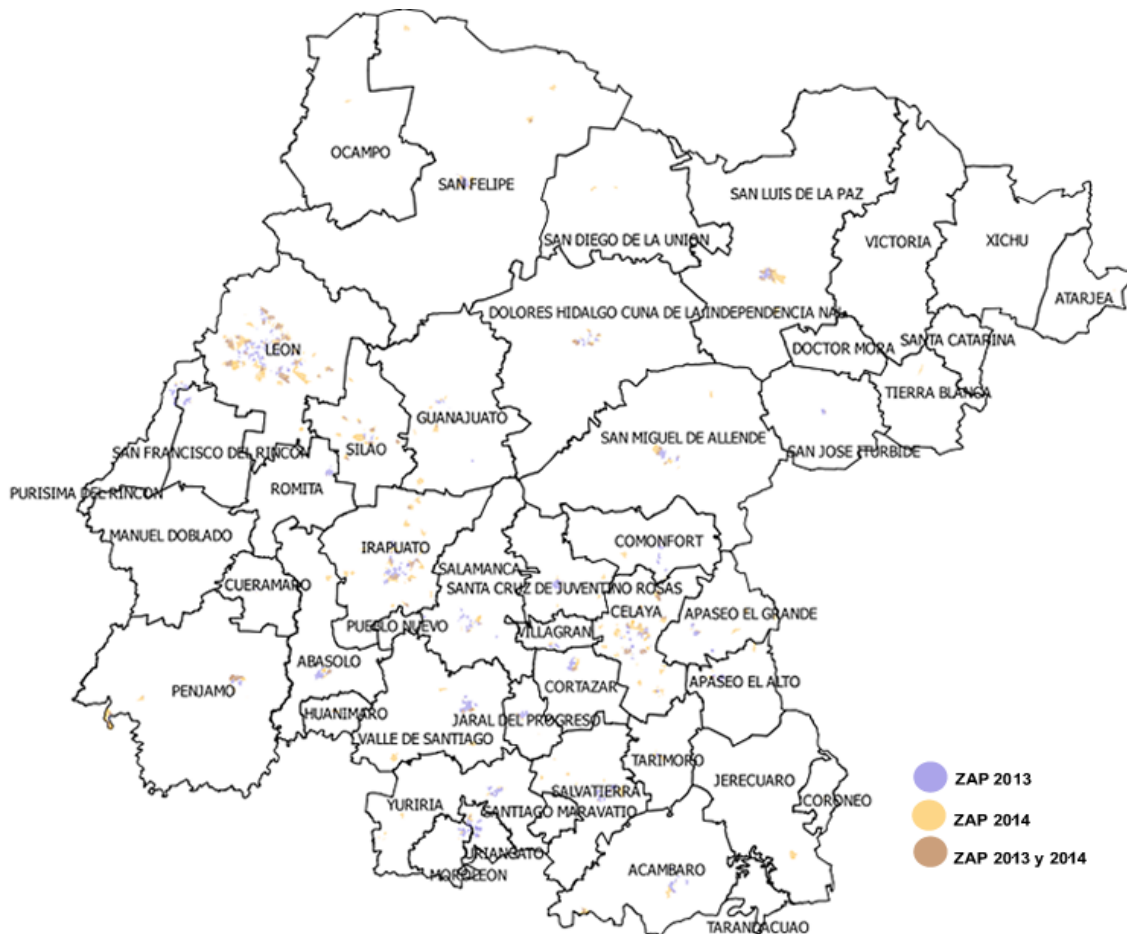 OCAMPO
SAN FELIPE
SAN LUIS DE LA PAZ
SAN DIEGO DE LA UNION
VICTORIA
XICHU
ATARJEA
DOLORES HIDALGO CUNA DE LA INDEPENDENCIA NAL.
LEON
DOCTOR MORA
SANTA CATARINA
TIERRA BLANCA
GUANAJUATO
SAN MIGUEL DE ALLENDE
SAN JOSE ITURBIDE
SAN FRANCISCO DEL RINCON
SILAO
PURISIMA DEL RINCON
ROMITA
MANUEL DOBLADO
IRAPUATO
COMONFORT
SALAMANCA
CUERAMARO
SANTA CRUZ DE JUVENTINO ROSAS
CELAYA
APASEO EL GRANDE
PUEBLO NUEVO
VILLAGRAN
ABASOLO
PENJAMO
CORTAZAR
APASEO EL ALTO
HUANIMARO
JARAL DEL PROGRESO
VALLE DE SANTIAGO
TARIMORO
JERECUARO
SALVATIERRA
CORONEO
YURIRIA
SANTIAGO MARAVATIO
URIANGATO
MOROLEON
ACAMBARO
TARANDACUAO
ZAP 2013
ZAP 2014
ZAP 2013 y 2014